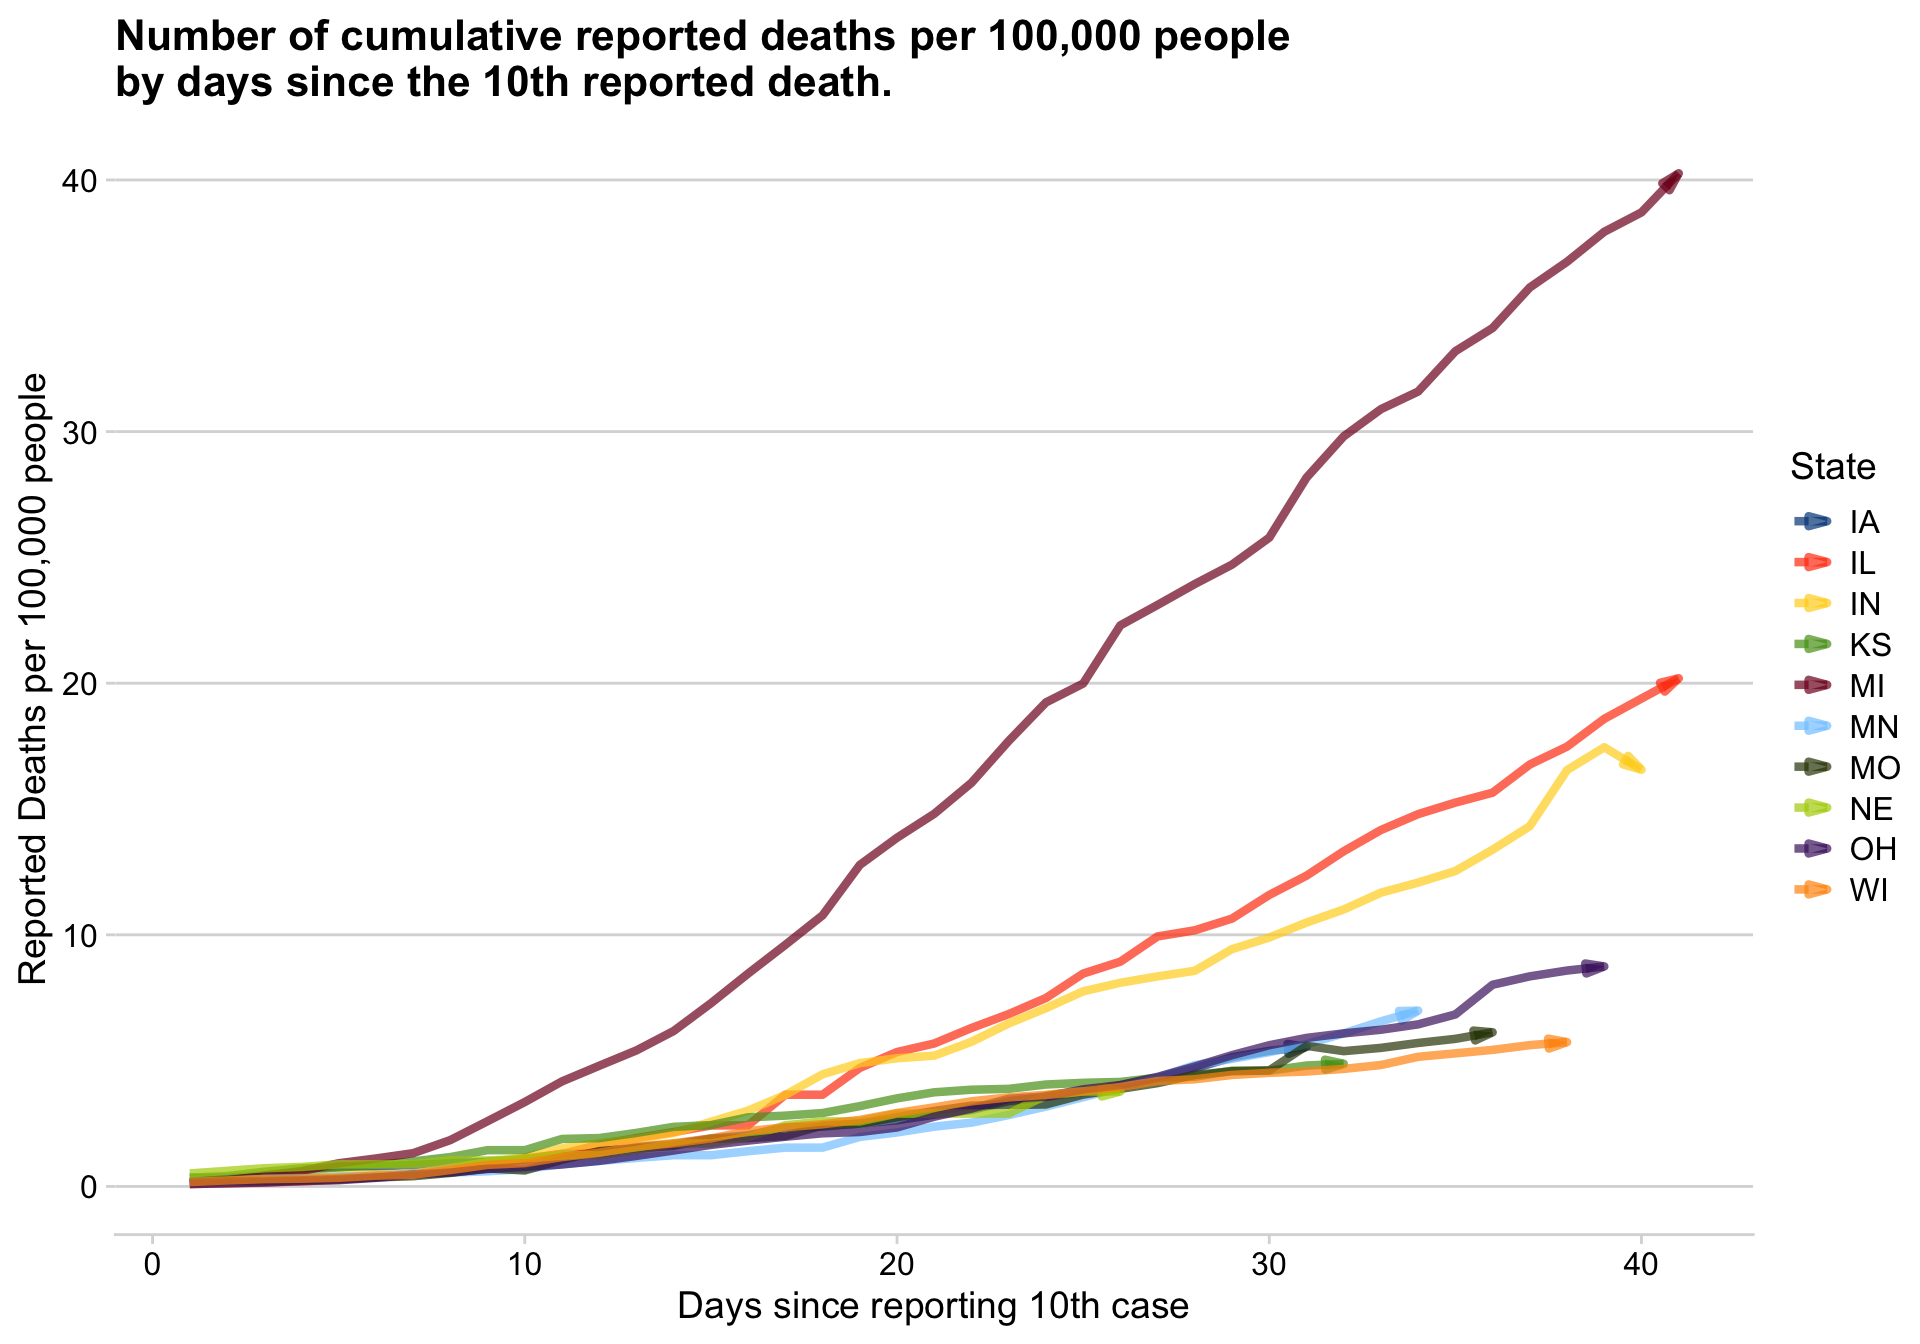 Number of cumulative reported deaths per 100,000 people
by days since the 10th reported death.
Reported Deaths per 100,000 people
40
30
20
10
0
0
10
20
30
40
Days since reporting 10th case
State
IA
IL
IN
KS
MI
MN
MO
NE
OH
WI